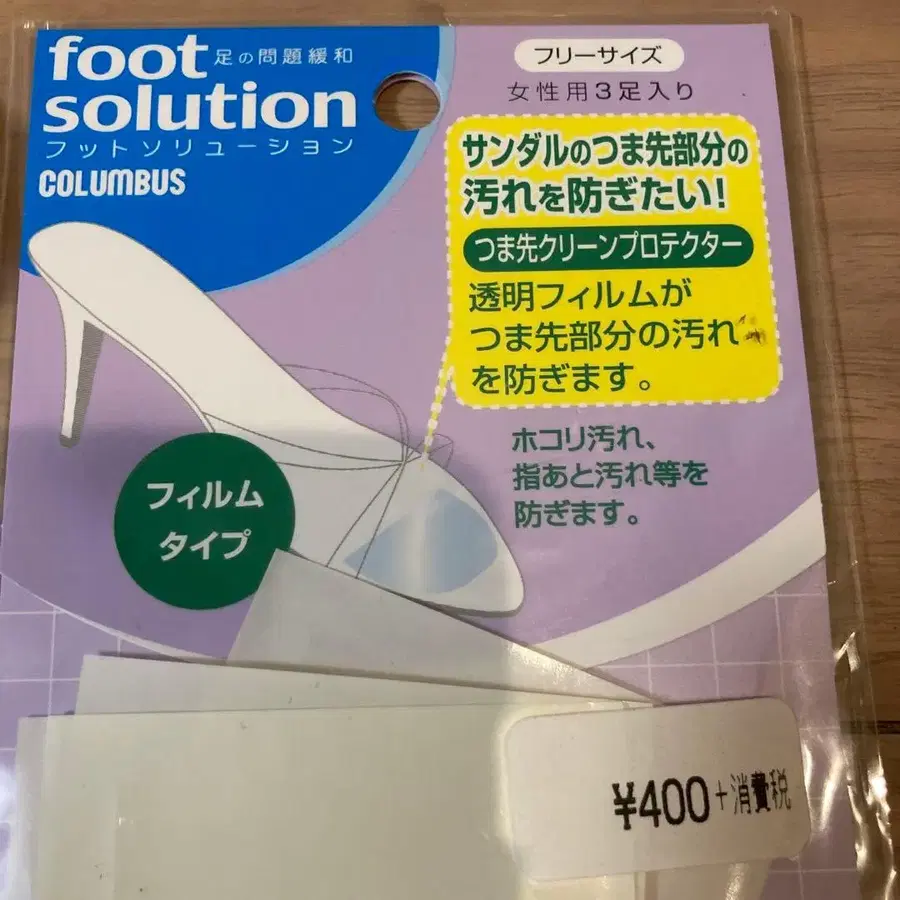 foot
足の問題緩和
solution
フットソリューション
COLUMBUS
フリーサイズ
女性用3足入り
サンダルのつま先部分の
汚れを防ぎたい!
つま先クリーンプロテクター
透明フィルムが
つま先部分の汚れ
を防ぎます。
ホコリ汚れ、
指あと汚れ等を
防ぎます。
フィルム
タイプ
¥400+消費税